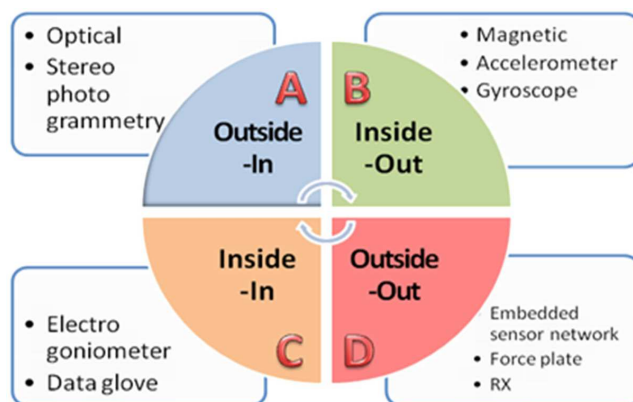 • Optical
• Stereo
photo
grammetry
A
Outside
-In
B
Inside
-Out
• Magnetic
• Accelerometer
• Gyroscope
Inside
-In
C
Outside
-Out
D
• Electro
goniometer
• Data glove
Embedded
sensor network
• Force plate
• RX